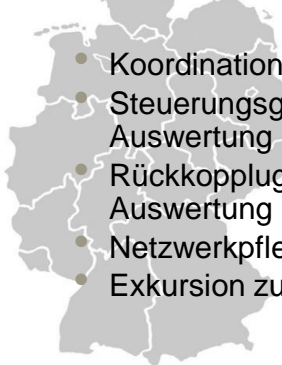 Koordination
Steuerungsg
Auswertung
Rückkopplug
Auswertung
Netzwerkpfle
Exkursion zu